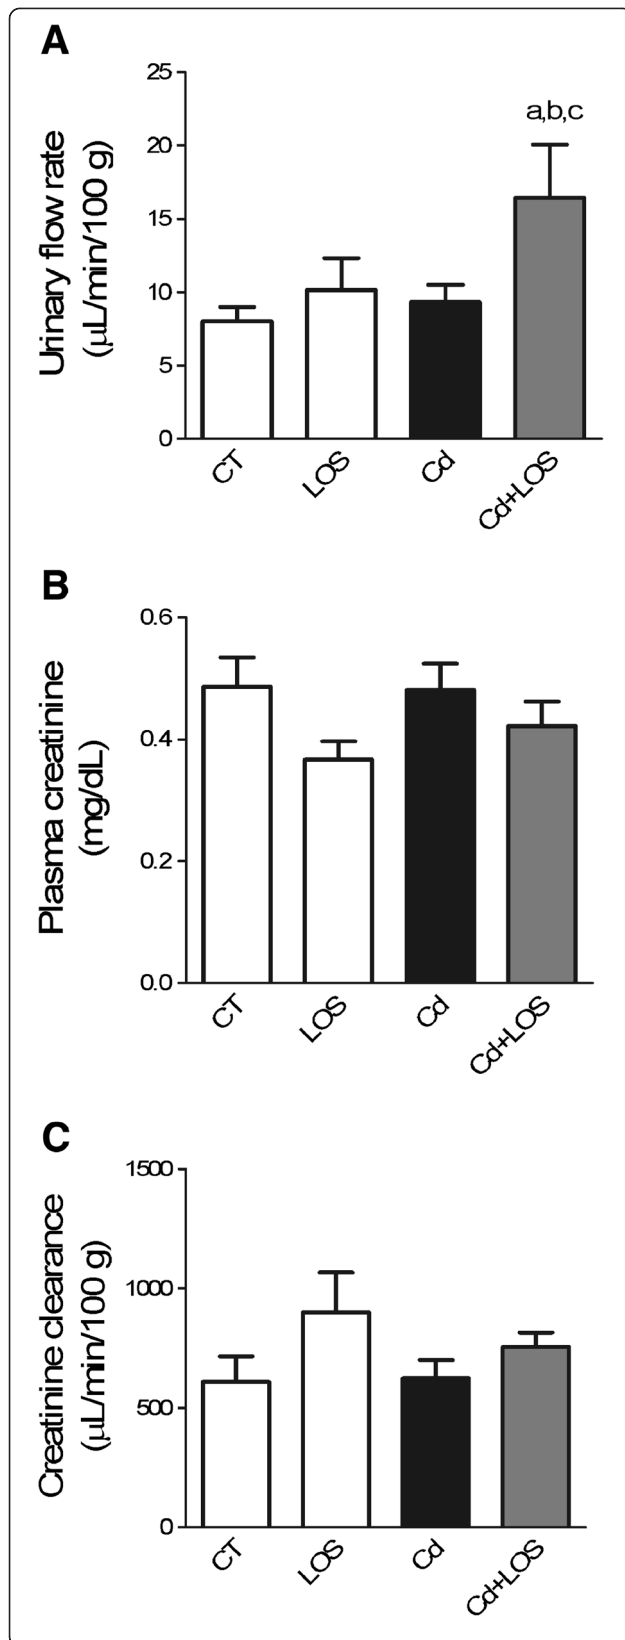 A
Urinary flow rate
(μL/min/100 g)
25
20
15
10
5
0
a,b,c
CT
LOS
Cd
Cd+LOS
B
Plasma creatinine
(mg/dL)
0.6
0.4
0.2
0.0
CT
LOS
Cd
Cd+LOS
C
Creatinine clearance
(μL/min/100 g)
1500
1000
500
0
CT
LOS
Cd
Cd+LOS